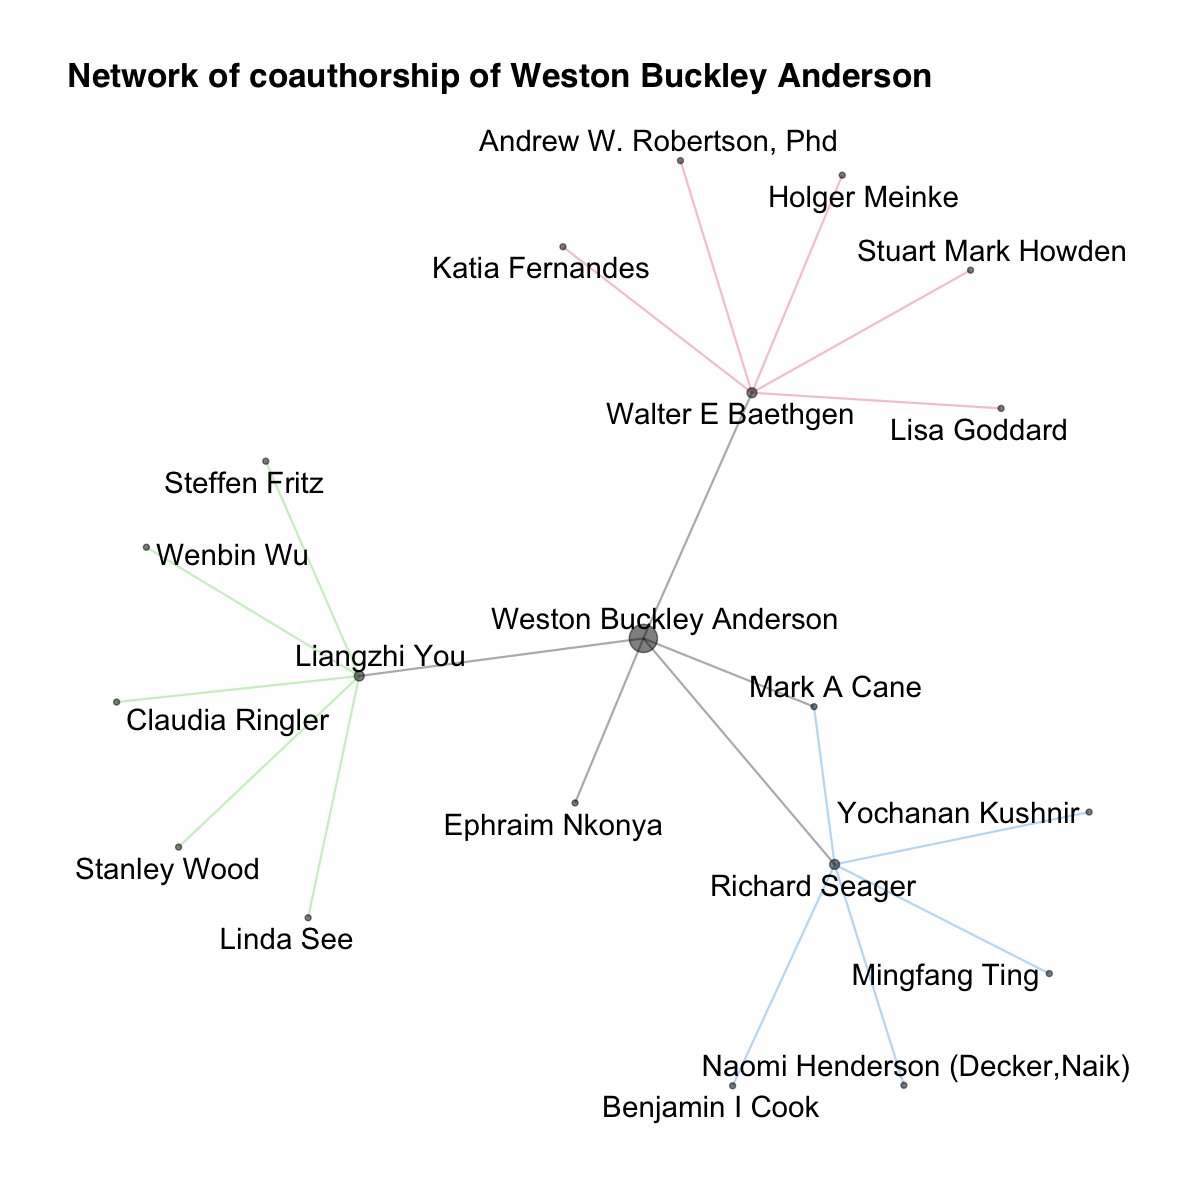 Network of coauthorship of Weston Buckley Anderson
Andrew W. Robertson, Phd
Holger Meinke
Stuart Mark Howden
Katia Fernandes
Walter E Baethgen
Lisa Goddard
Steffen Fritz
Wenbin Wu
Weston Buckley Anderson
Liangzhi You
Mark A Cane
Claudia Ringler
Yochanan Kushnir
Ephraim Nkonya
Stanley Wood
Richard Seager
Linda See
Mingfang Ting
Naomi Henderson (Decker,Naik)
Benjamin I Cook